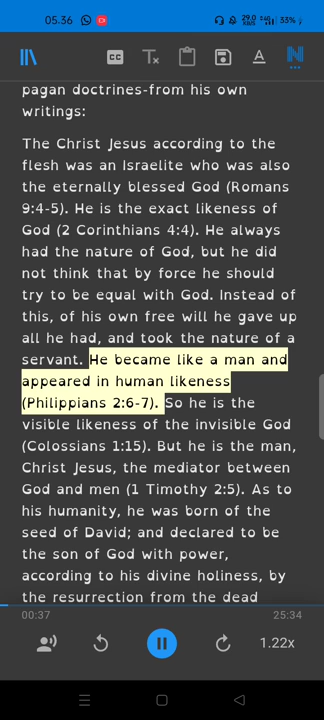 05.36
29.0 KB/S
33%
CC
pagan doctrines-from his own
writings:
The Christ Jesus according to the
flesh was an Israelite who was also
the eternally blessed God (Romans
9:4-5). He is the exact likeness of
God (2 Corinthians 4:4). He always
had the nature of God, but he did
not think that by force he should
try to be equal with God. Instead of
this, of his own free will he gave up
all he had, and took the nature of a
servant. He became like a man and
appeared in human likeness
(Philippians 2:6-7). So he is the
visible likeness of the invisible God
(Colossians 1:15). But he is the man,
Christ Jesus, the mediator between
God and men (1 Timothy 2:5). As to
his humanity, he was born of the
seed of David; and declared to be
the son of God with power,
according to his divine holiness, by
the resurrection from the dead
00:37
25:34
1.22x